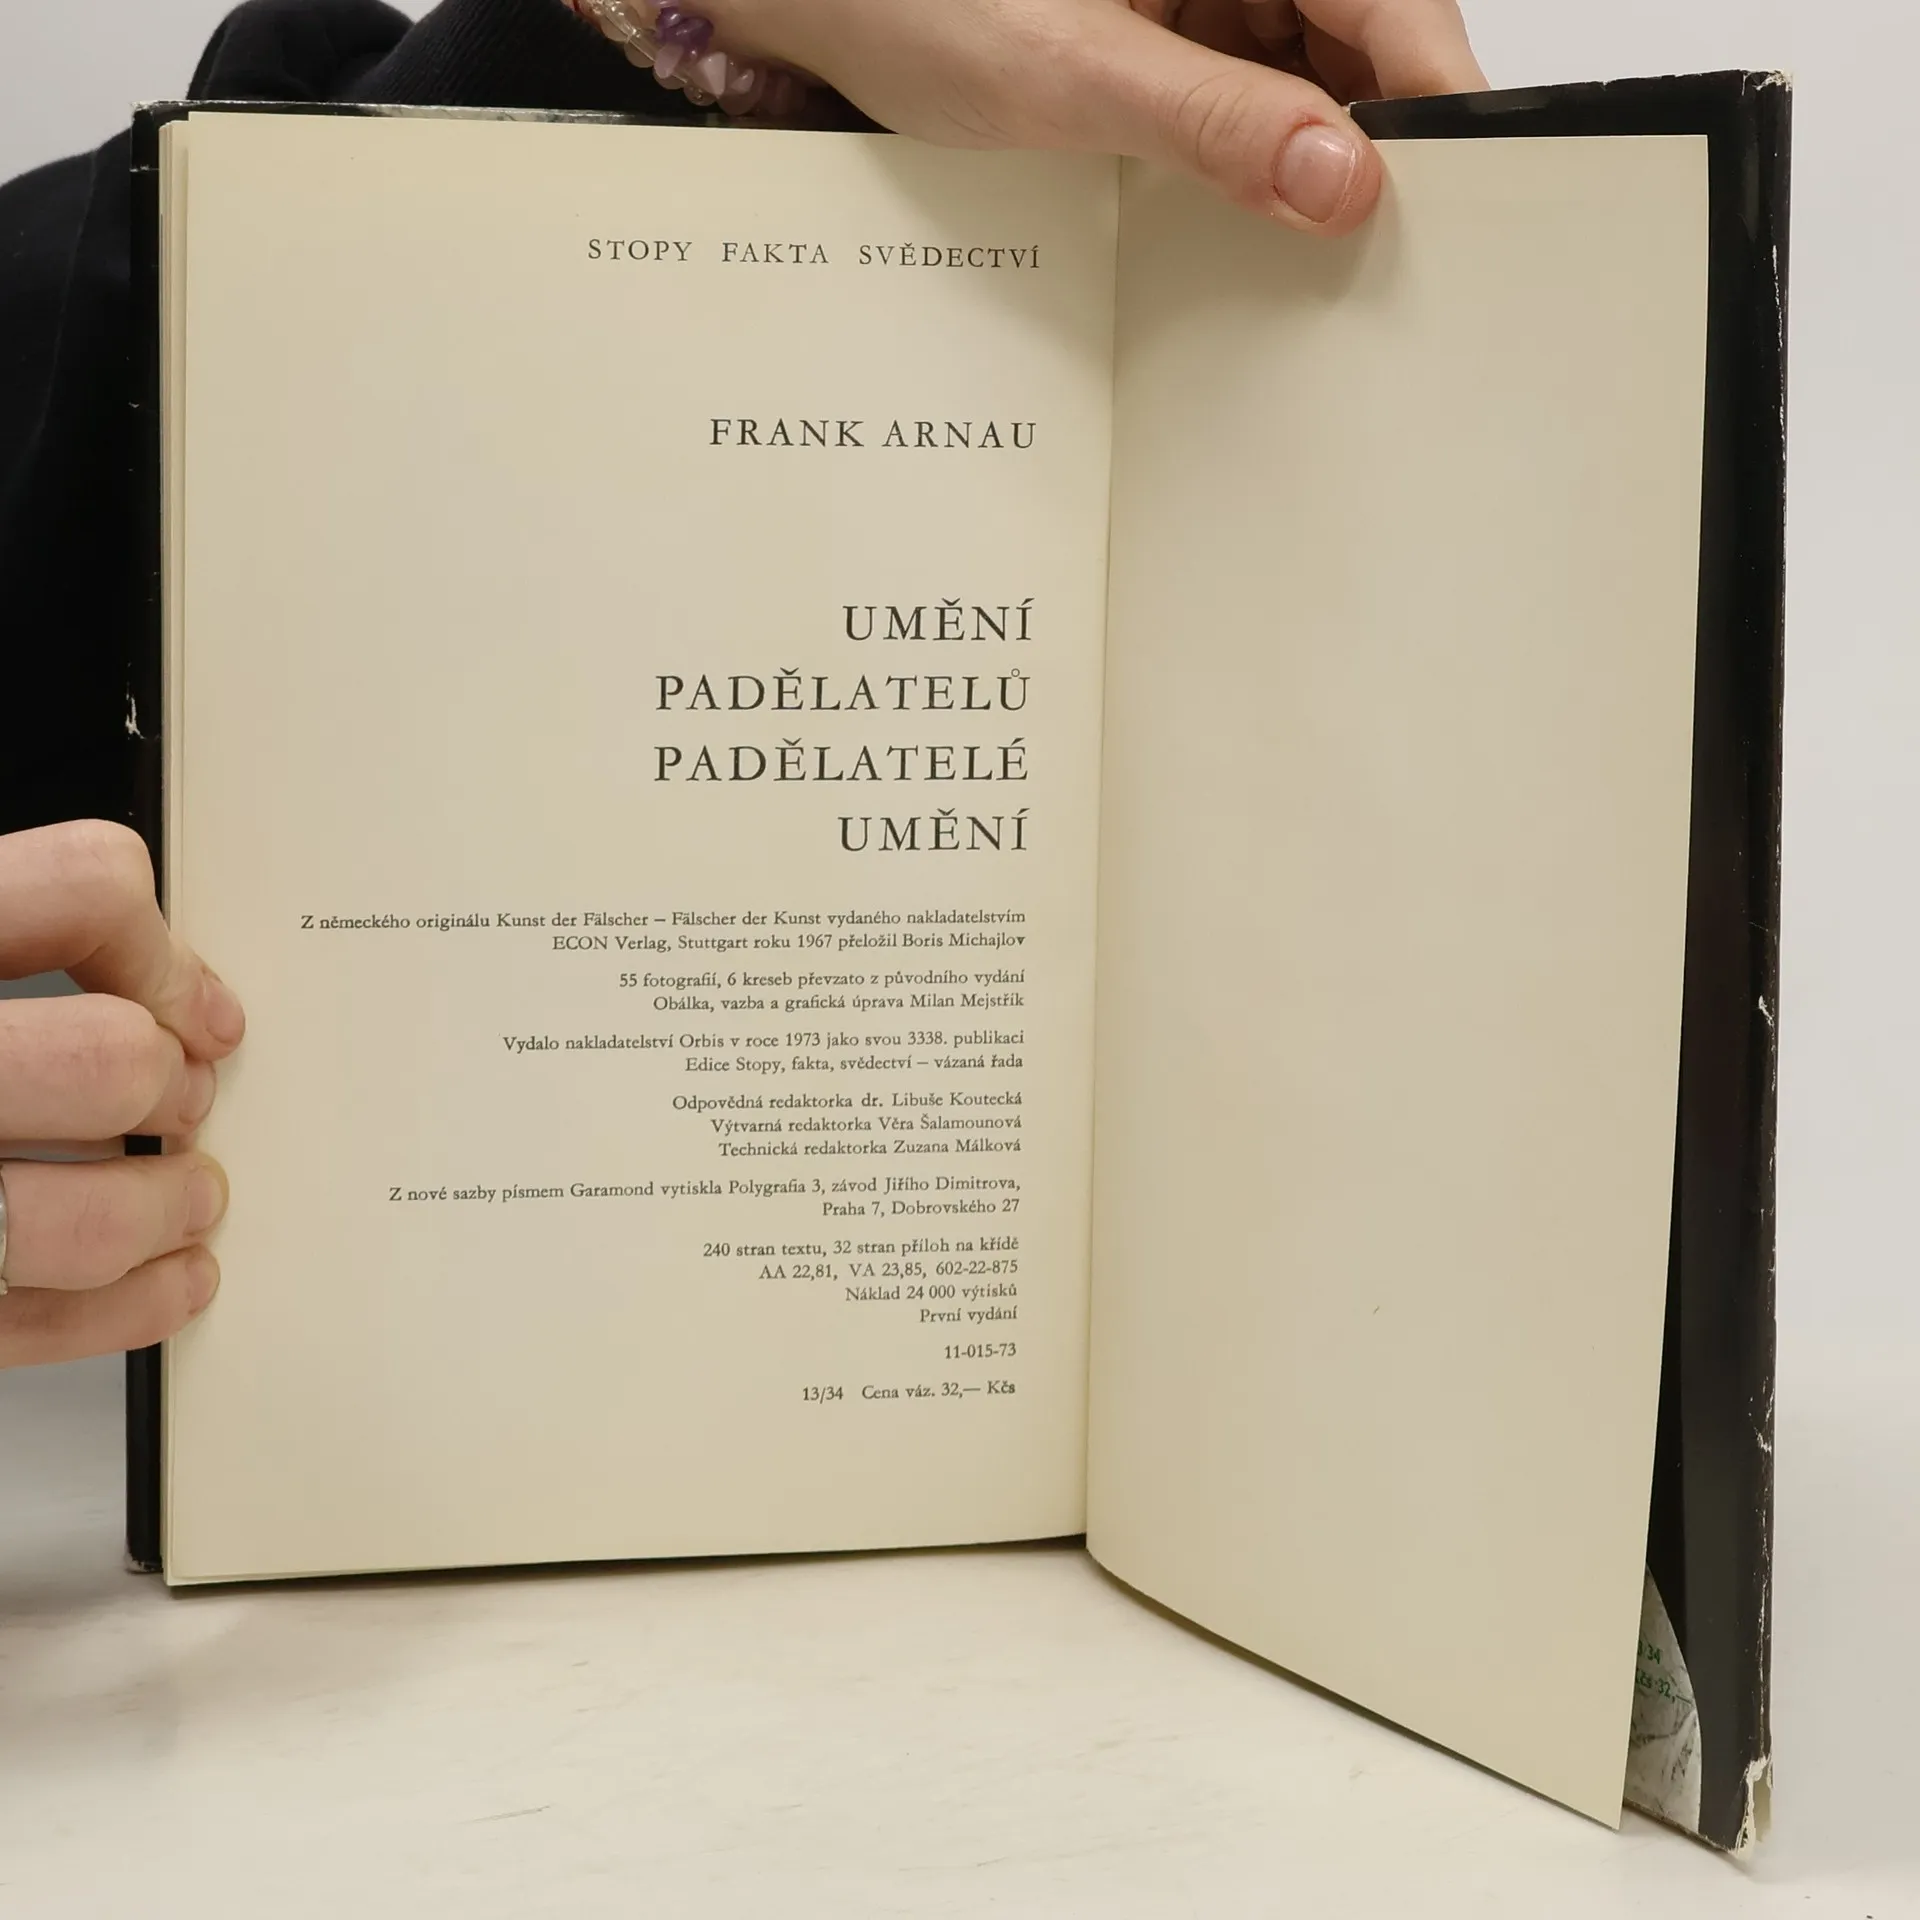 STOPY FAKTA SVĚDECTVÍ
FRANK ARNAU
UMĚNÍ
PADĚLATELŮ
PADĚLATELÉ
UMĚNÍ
Z německého originálu Kunst der Fälscher – Fälscher der Kunst vydaného nakladatelstvím
ECON Verlag, Stuttgart roku 1967 přeložil Boris Michajlov
55 fotografií, 6 kreseb převzato z původního vydání
Obálka, vazba a grafická úprava Milan Mejstřík
Vydalo nakladatelství Orbis v roce 1973 jako svou 3338. publikaci
Edice Stopy, fakta, svědectví – vázaná řada
Odpovědná redaktorka dr. Libuše Koutecká
Výtvarná redaktorka Věra Šalamounová
Technická redaktorka Zuzana Málková
Z nové sazby písmem Garamond vytiskla Polygrafia 3, závod Jiřího Dimitrova,
Praha 7, Dobrovského 27
240 stran textu, 32 stran příloh na křídě
AA 22,81, VA 23,85, 602-22-875
Náklad 24 000 výtisků
První vydání
11-015-73
13/34 Cena váz. 32,— Kčs
34
Kčs 32,—